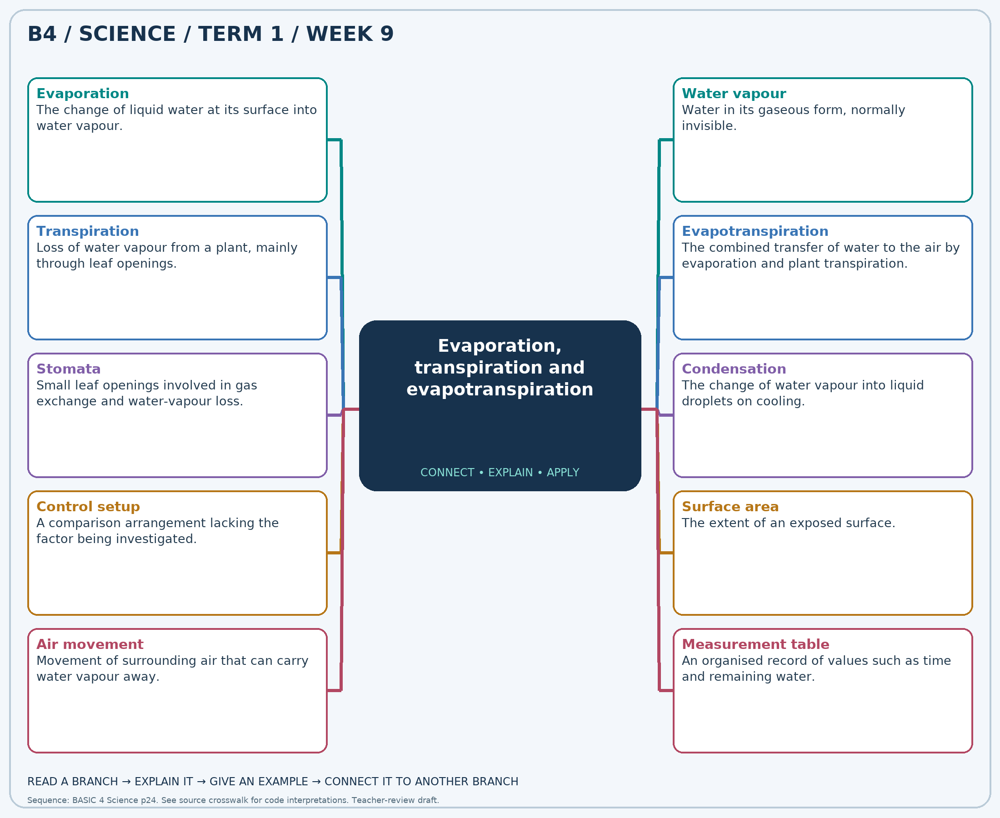 B4 / SCIENCE / TERM 1 / WEEK 9
Evaporation
The change of liquid water at its surface into
water vapour.
Transpiration
Loss of water vapour from a plant, mainly
through leaf openings.
Stomata
Small leaf openings involved in gas
exchange and water-vapour loss.
Control setup
A comparison arrangement lacking the
factor being investigated.
Air movement
Movement of surrounding air that can carry
water vapour away.
Evaporation,
transpiration and
evapotranspiration
CONNECT • EXPLAIN • APPLY
Water vapour
Water in its gaseous form, normally
invisible.
Evapotranspiration
The combined transfer of water to the air by
evaporation and plant transpiration.
Condensation
The change of water vapour into liquid
droplets on cooling.
Surface area
The extent of an exposed surface.
Measurement table
An organised record of values such as time
and remaining water.
READ A BRANCH → EXPLAIN IT → GIVE AN EXAMPLE → CONNECT IT TO ANOTHER BRANCH
Sequence: BASIC 4 Science p24. See source crosswalk for code interpretations. Teacher-review draft.